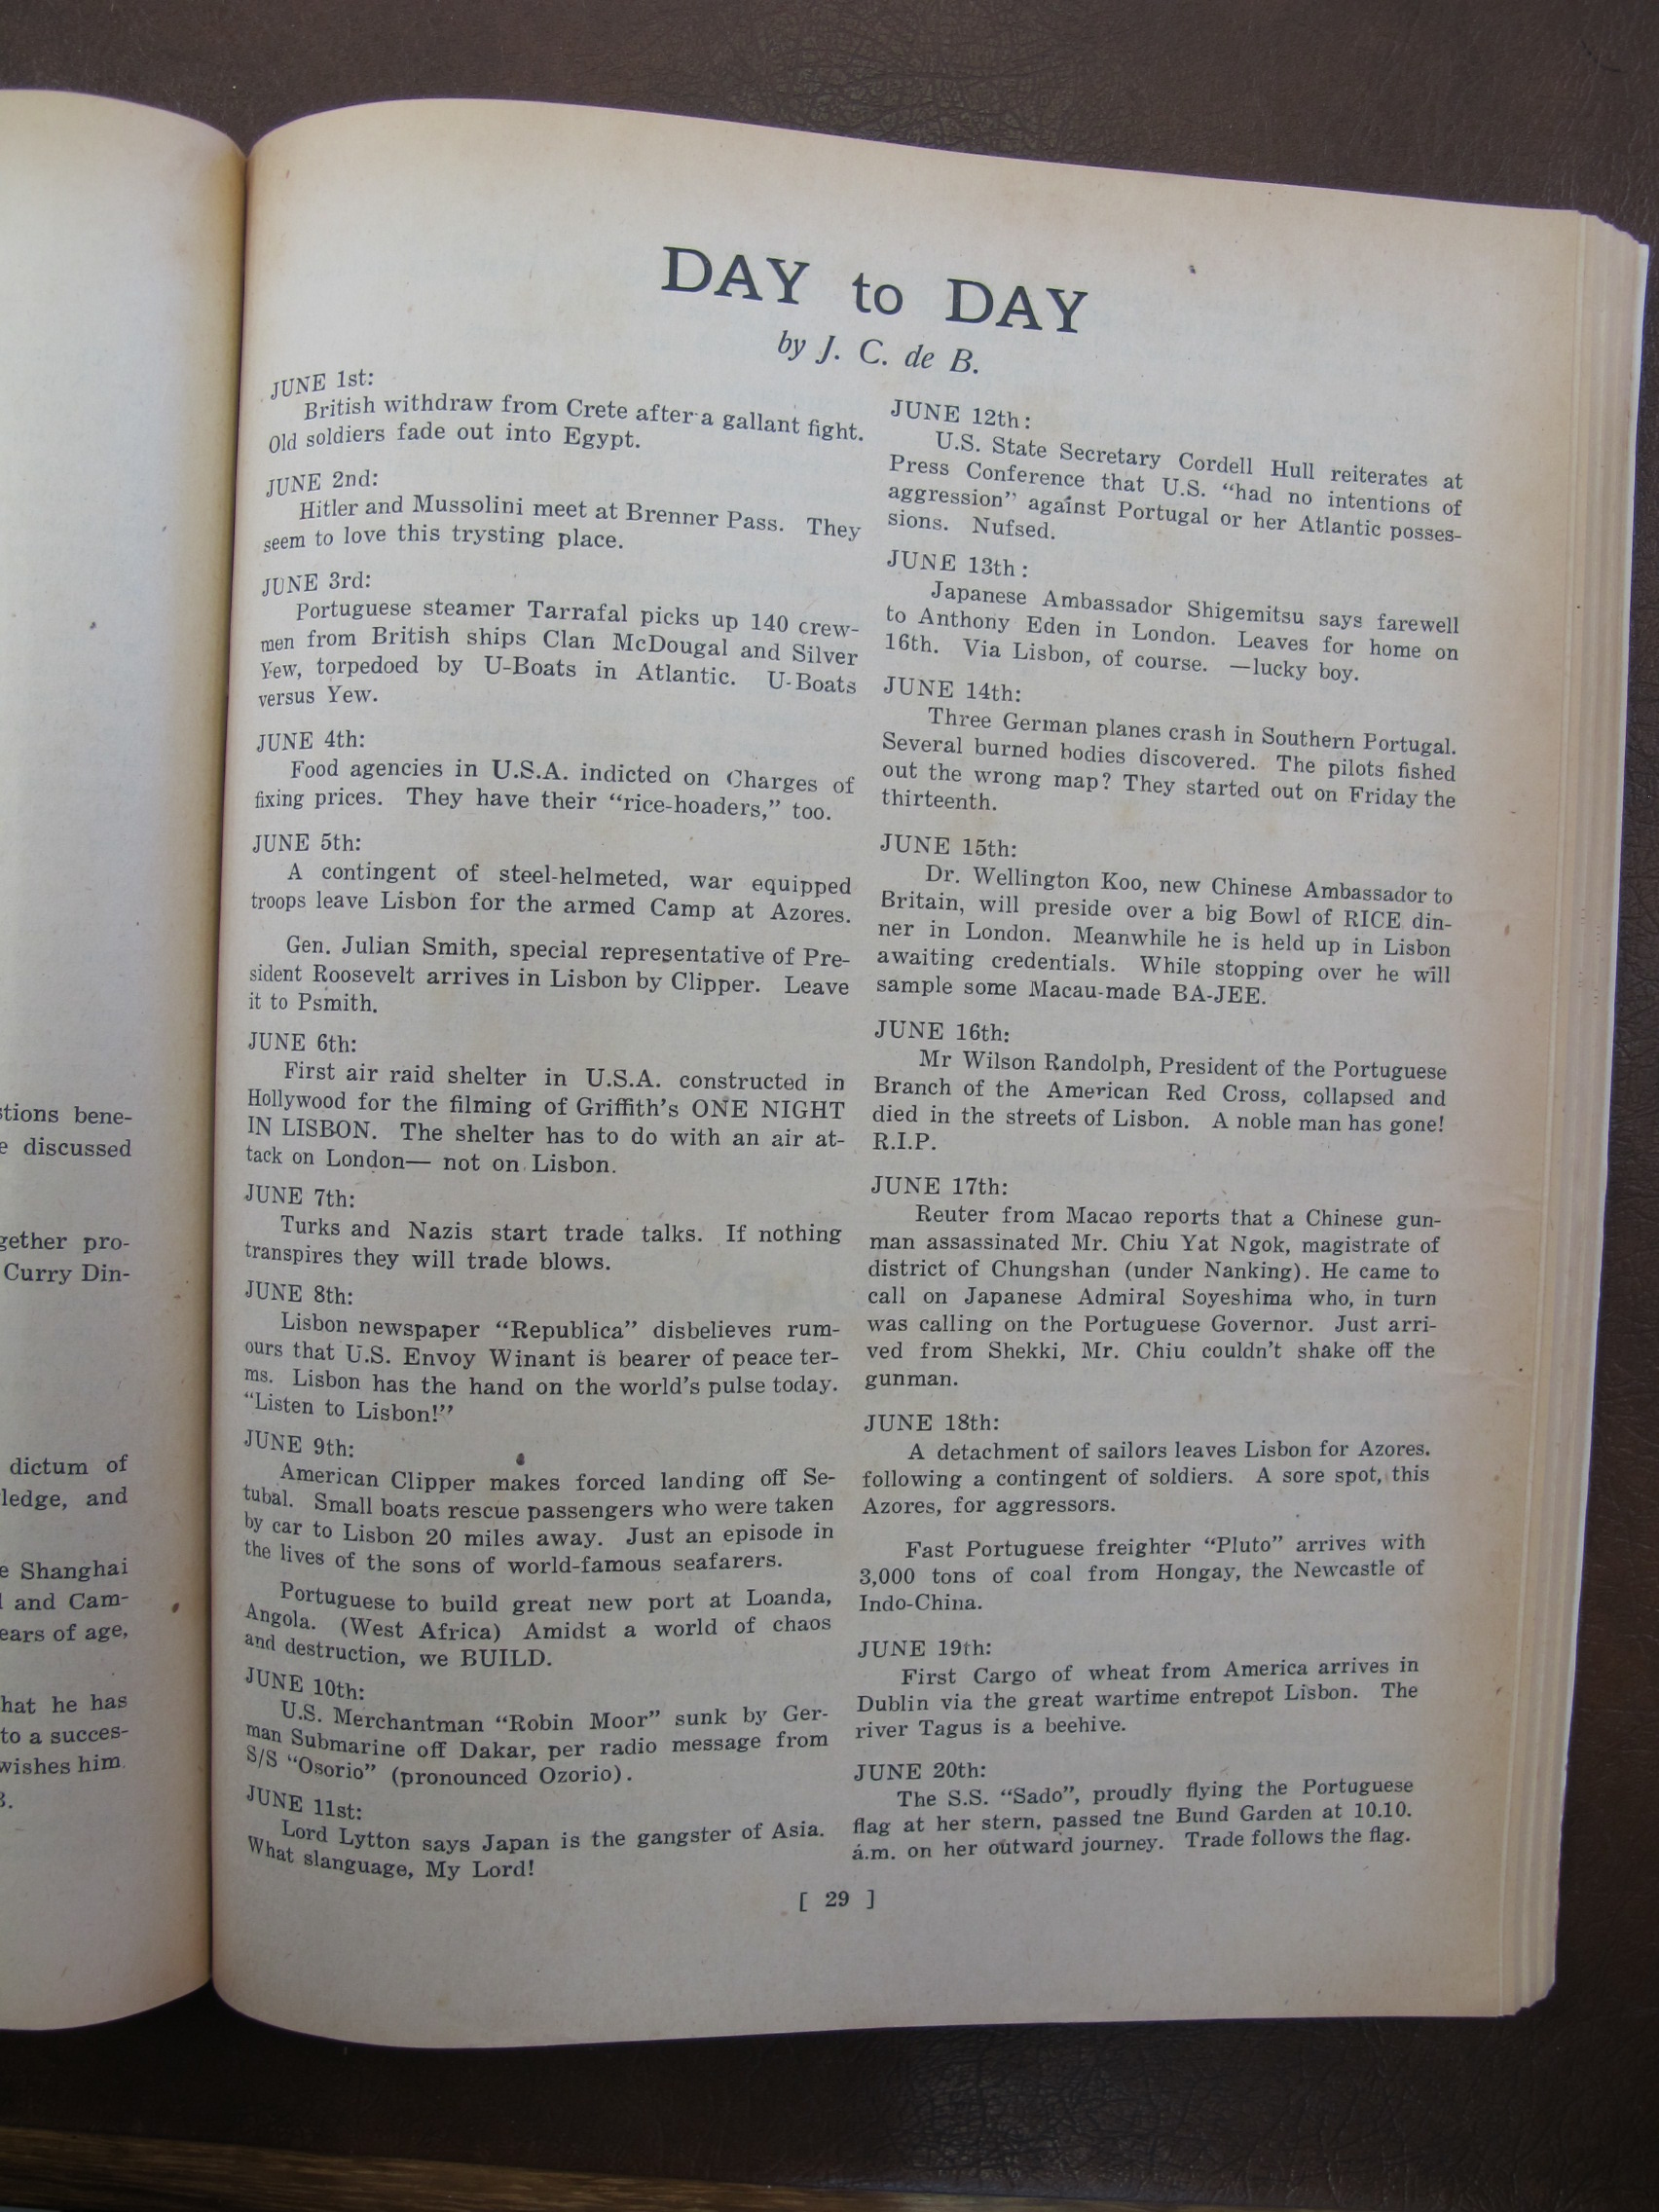 stions bene-
e discussed
gether pro-
Curry Din-
dictum of
ledge, and
e Shanghai
and Cam-
ears of age,
hat he has
to a succes-
wishes him
B.
DAY to DAY
by J. C. de B.
JUNE 1st:
British withdraw from Crete after a gallant fight.
Old soldiers fade out into Egypt.
JUNE 2nd:
Hitler and Mussolini meet at Brenner Pass. They
seem to love this trysting place.
JUNE 3rd:
Portuguese steamer Tarrafal picks up 140 crew-
men from British ships Clan McDougal and Silver
Yew, torpedoed by U-Boats in Atlantic. U-Boats
versus Yew.
JUNE 4th:
Food agencies in U.S.A. indicted on Charges of
fixing prices. They have their “rice-hoaders,” too.
JUNE 5th:
A contingent of steel-helmeted, war equipped
troops leave Lisbon for the armed Camp at Azores.
Gen. Julian Smith, special representative of Pre-
sident Roosevelt arrives in Lisbon by Clipper. Leave
it to Psmith.
JUNE 6th:
First air raid shelter in U.S.A. constructed in
Hollywood for the filming of Griffith’s ONE NIGHT
IN LISBON. The shelter has to do with an air at-
tack on London— not on Lisbon.
JUNE 7th:
Turks and Nazis start trade talks. If nothing
transpires they will trade blows.
JUNE 8th:
Lisbon newspaper “Republica” disbelieves rum-
ours that U.S. Envoy Winant is bearer of peace ter-
ms. Lisbon has the hand on the world’s pulse today.
“Listen to Lisbon!”
JUNE 9th:
American Clipper makes forced landing off Se-
tubal. Small boats rescue passengers who were taken
by car to Lisbon 20 miles away. Just an episode in
the lives of the sons of world-famous seafarers.
Portuguese to build great new port at Loanda,
Angola. (West Africa) Amidst a world of chaos
and destruction, we BUILD.
JUNE 10th:
U.S. Merchantman “Robin Moor” sunk by Ger-
man Submarine off Dakar, per radio message from
S/S “Osorio” (pronounced Ozorio).
JUNE 11st:
Lord Lytton says Japan is the gangster of Asia.
What slanguage, My Lord!
JUNE 12th:
U.S. State Secretary Cordell Hull reiterates at
Press Conference that U.S. “had no intentions of
aggression” against Portugal or her Atlantic posses-
sions. Nufsed.
JUNE 13th:
Japanese Ambassador Shigemitsu says farewell
to Anthony Eden in London. Leaves for home on
16th. Via Lisbon, of course. —lucky boy.
JUNE 14th:
Three German planes crash in Southern Portugal.
Several burned bodies discovered. The pilots fished
out the wrong map? They started out on Friday the
thirteenth.
JUNE 15th:
Dr. Wellington Koo, new Chinese Ambassador to
Britain, will preside over a big Bowl of RICE din-
ner in London. Meanwhile he is held up in Lisbon
awaiting credentials. While stopping over he will
sample some Macau-made BA-JEE.
JUNE 16th:
Mr Wilson Randolph, President of the Portuguese
Branch of the American Red Cross, collapsed and
died in the streets of Lisbon. A noble man has gone!
R.I.P.
JUNE 17th:
Reuter from Macao reports that a Chinese gun-
man assassinated Mr. Chiu Yat Ngok, magistrate of
district of Chungshan (under Nanking). He came to
call on Japanese Admiral Soyeshima who, in turn
was calling on the Portuguese Governor. Just arri-
ved from Shekki, Mr. Chiu couldn’t shake off the
gunman.
JUNE 18th:
A detachment of sailors leaves Lisbon for Azores.
following a contingent of soldiers. A sore spot, this
Azores, for aggressors.
Fast Portuguese freighter “Pluto” arrives with
3,000 tons of coal from Hongay, the Newcastle of
Indo-China.
JUNE 19th:
First Cargo of wheat from America arrives in
Dublin via the great wartime entrepot Lisbon. The
river Tagus is a beehive.
JUNE 20th:
The S.S. “Sado”, proudly flying the Portuguese
flag at her stern, passed tne Bund Garden at 10.10.
á.m. on her outward journey. Trade follows the flag.
[ 29 ]